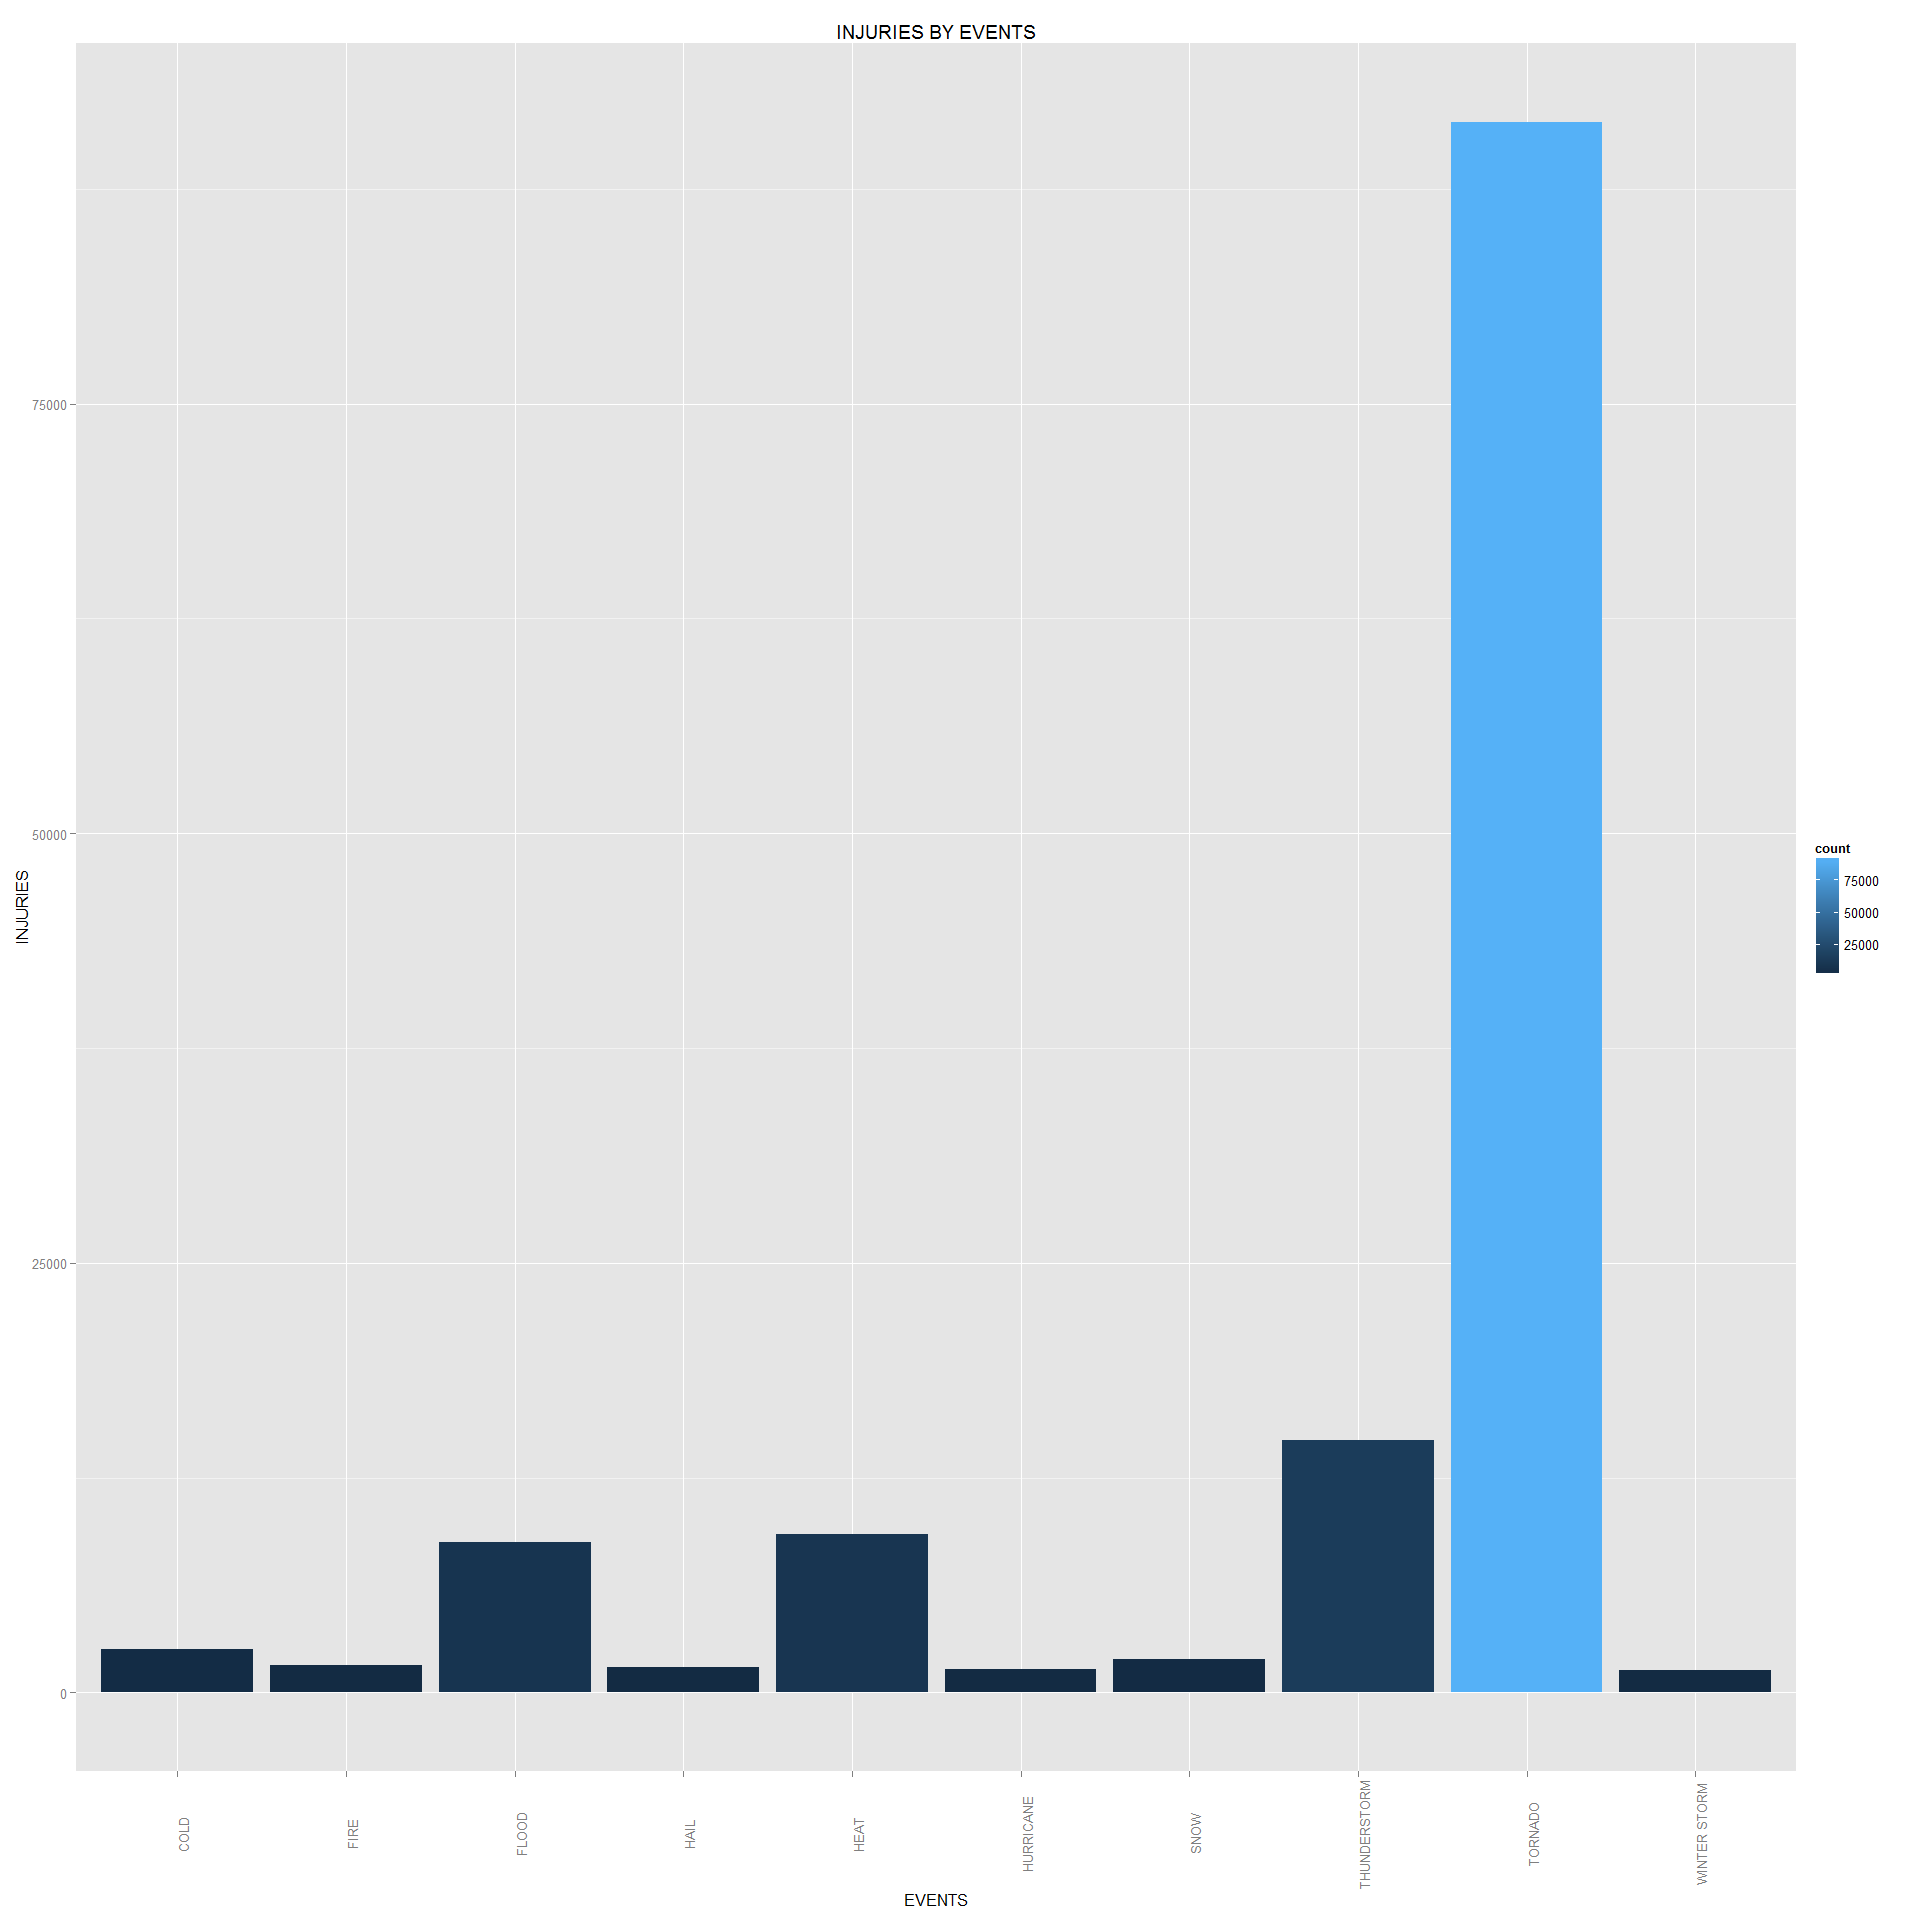 INJURIES BY EVENTS
INJURIES
75000
50000
25000
0
COLD
FIRE
FLOOD
HAIL
HEAT
HURRICANE
SNOW
THUNDERSTORM
TORNADO
WINTER STORM
EVENTS
count
75000
50000
25000